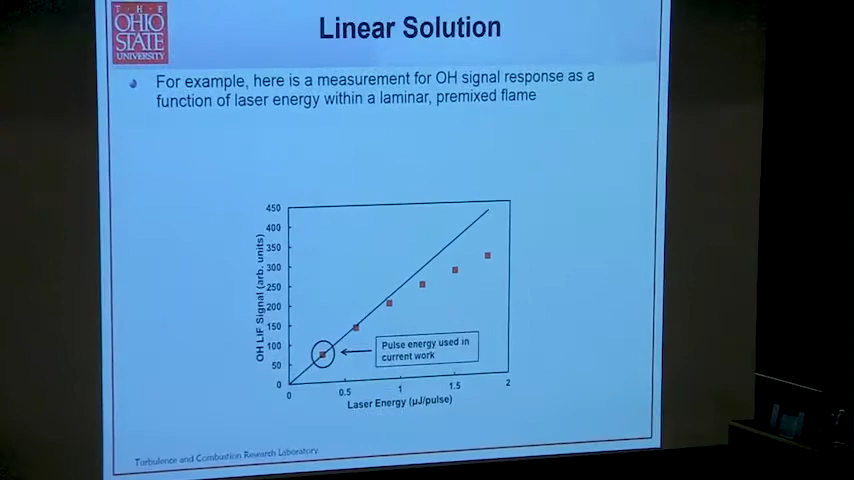 T · H · E
OHIO
STATE
UNIVERSITY
Linear Solution
For example, here is a measurement for OH signal response as a
function of laser energy within a laminar, premixed flame
450
400
350
300
250
200
150
100
50
0
OH LIF Signal (arb. units)
Pulse energy used in
current work
0 0.5 1 1.5 2
Laser Energy (µJ/pulse)
Turbulence and Combustion Research Laboratory